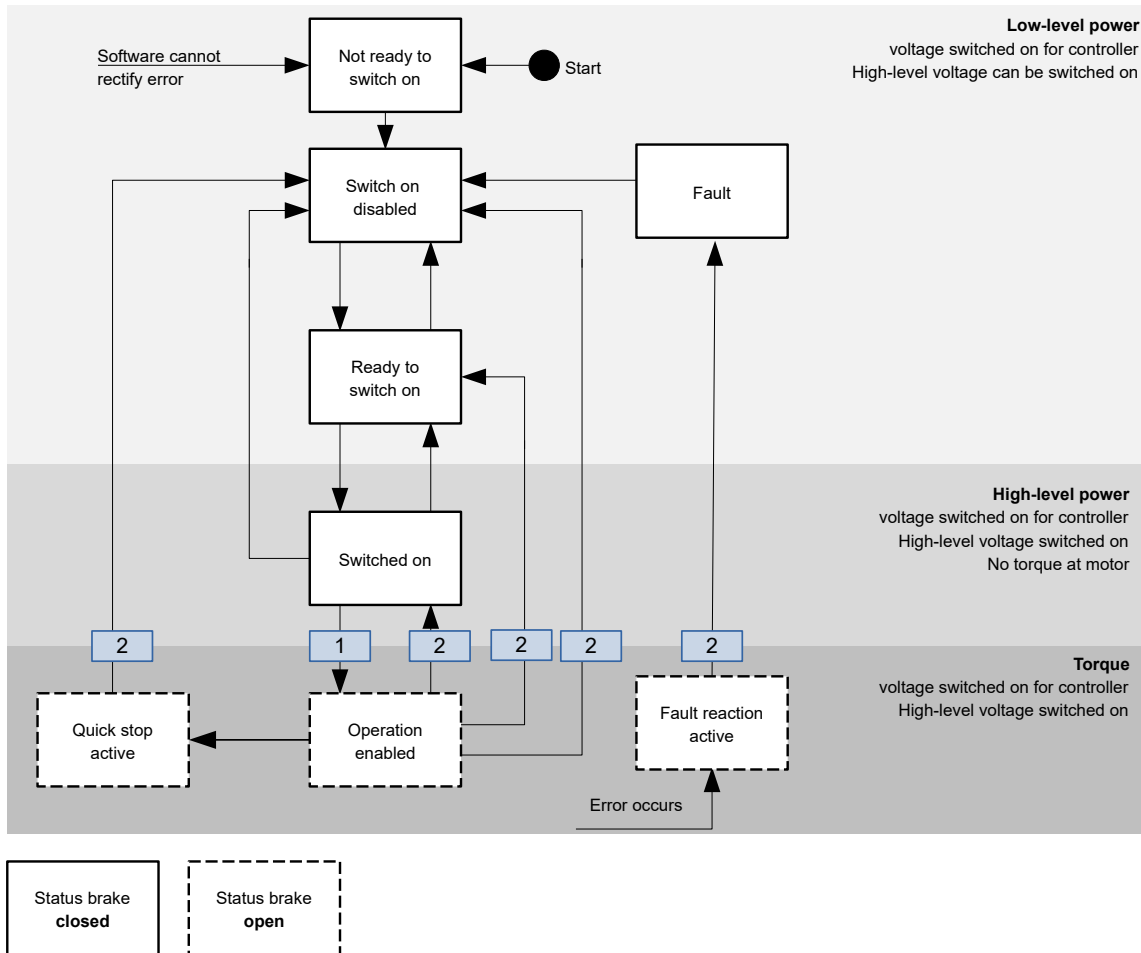 Low-level power
voltage switched on for controller
High-level voltage can be switched on
Software cannot
rectify error
Not ready to
switch on
Start
Switch on
disabled
Fault
Ready to
switch on
High-level power
voltage switched on for controller
High-level voltage switched on
No torque at motor
Switched on
2
1
2
2
2
2
Torque
voltage switched on for controller
High-level voltage switched on
Quick stop
active
Operation
enabled
Fault reaction
active
Error occurs
Status brake
closed
Status brake
open